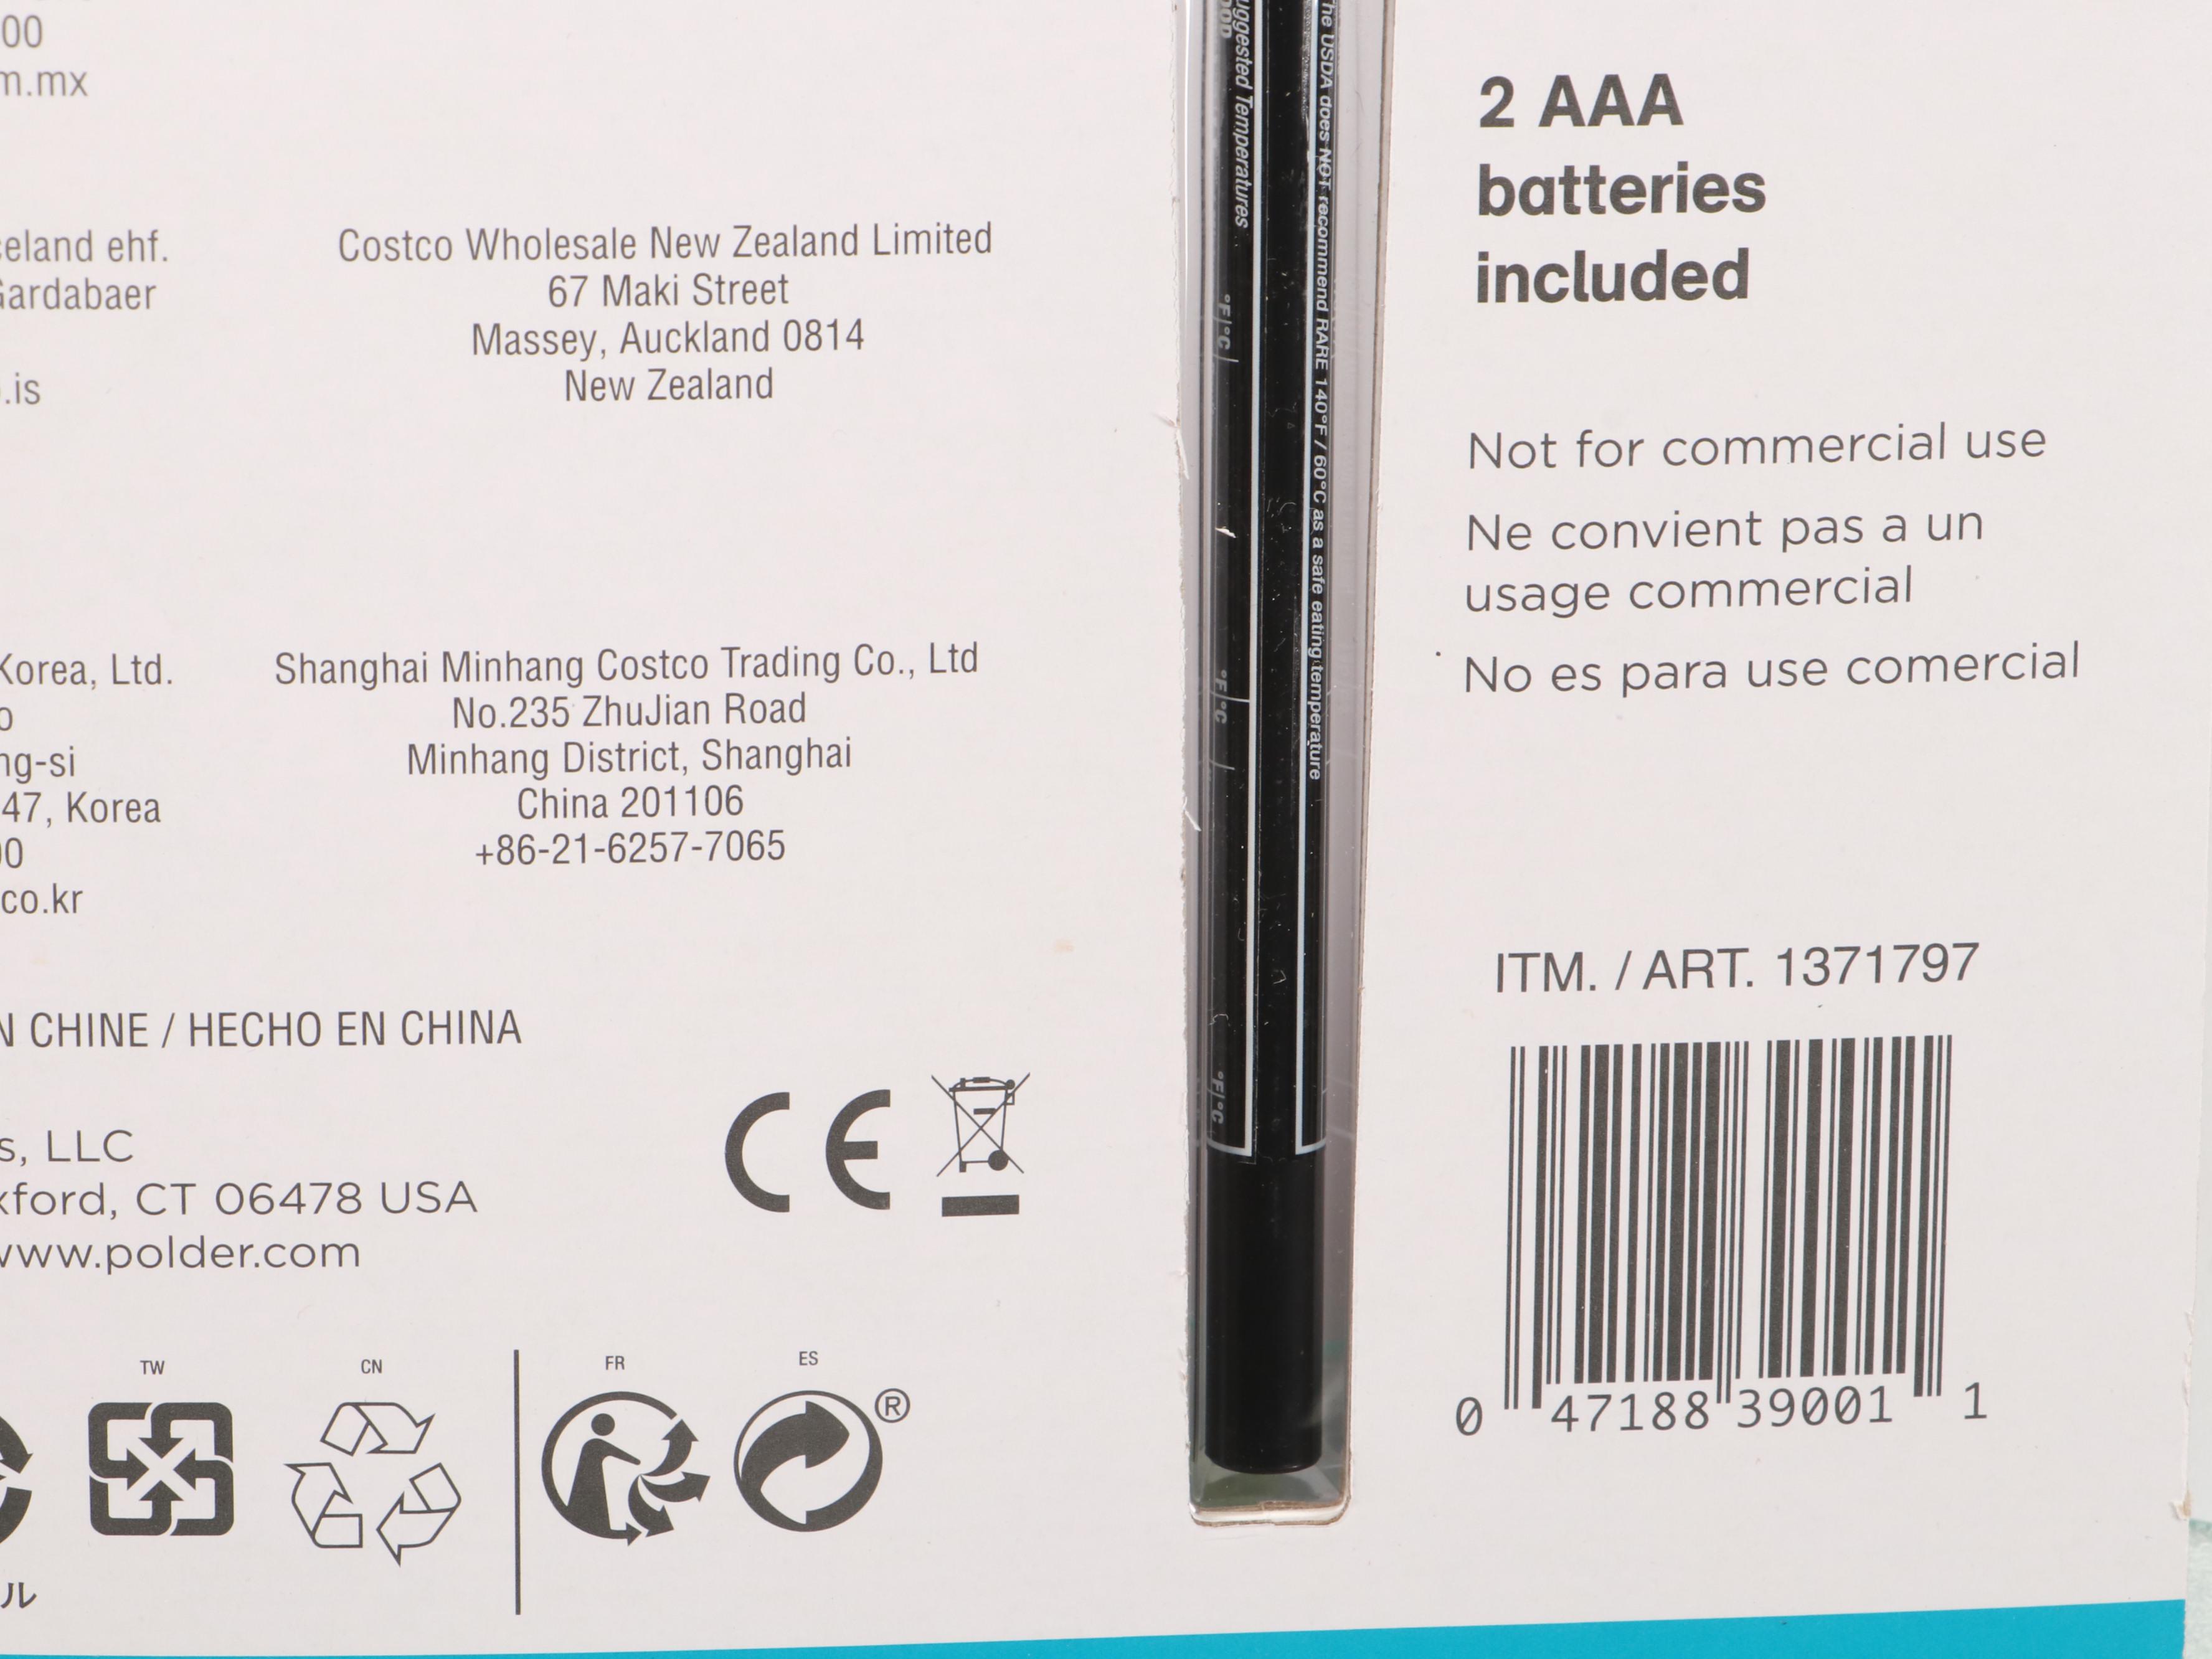 00
m.mx
eland ehf.
Gardabaer
.is
Costco Wholesale New Zealand Limited
67 Maki Street
Massey, Auckland 0814
New Zealand
Korea, Ltd.
o
ng-si
47, Korea
00
co.kr
Shanghai Minhang Costco Trading Co., Ltd
No.235 ZhuJian Road
Minhang District, Shanghai
China 201106
+86-21-6257-7065
N CHINE / HECHO EN CHINA
s, LLC
xford, CT 06478 USA
www.polder.com
CE
TW
CN
FR
ES
®
ル
uggested Temperatures
°F|°C
°F|°C
°F|°C
he USDA does NOT recommend RARE 140°F / 60°C as a safe eating temperature
2 AAA
batteries
included
Not for commercial use
Ne convient pas a un
usage commercial
No es para use comercial
ITM. / ART. 1371797
0 47188 39001 1